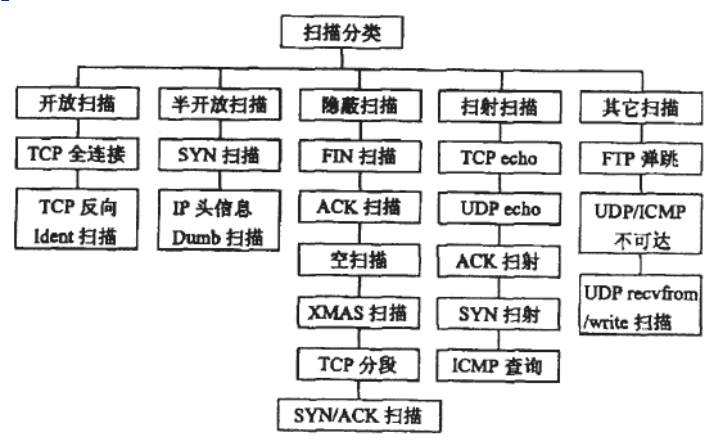 扫描分类
开放扫描
半开放扫描
隐蔽扫描
扫射扫描
其它扫描
TCP 全连接
SYN 扫描
FIN 扫描
TCP echo
FTP 弹跳
TCP 反向
Ident 扫描
IP 头信息
Dumb 扫描
ACK 扫描
UDP echo
UDP/ICMP
不可达
空扫描
ACK 扫射
UDP recvfrom
/write 扫描
XMAS 扫描
SYN 扫射
TCP 分段
ICMP 查询
SYN/ACK 扫描